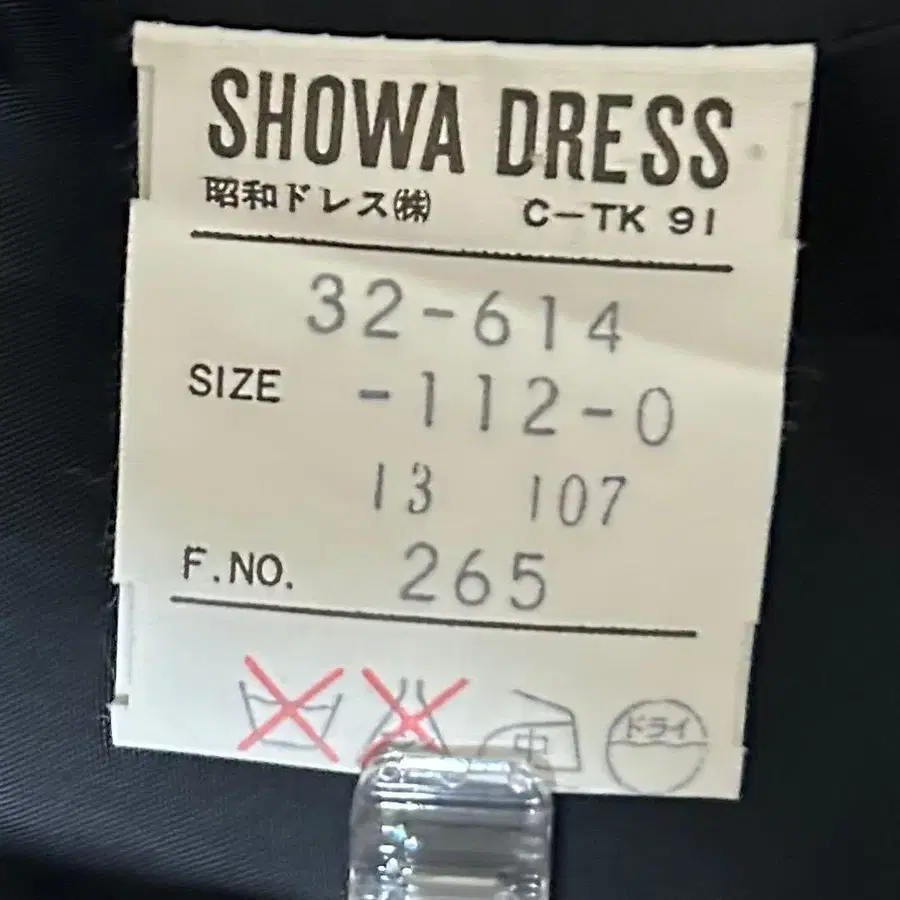 SHOWA DRESS
昭和ドレス㈱ C-TK 91
32-614
SIZE -112-0
13 107
F.NO. 265
中 ドライ